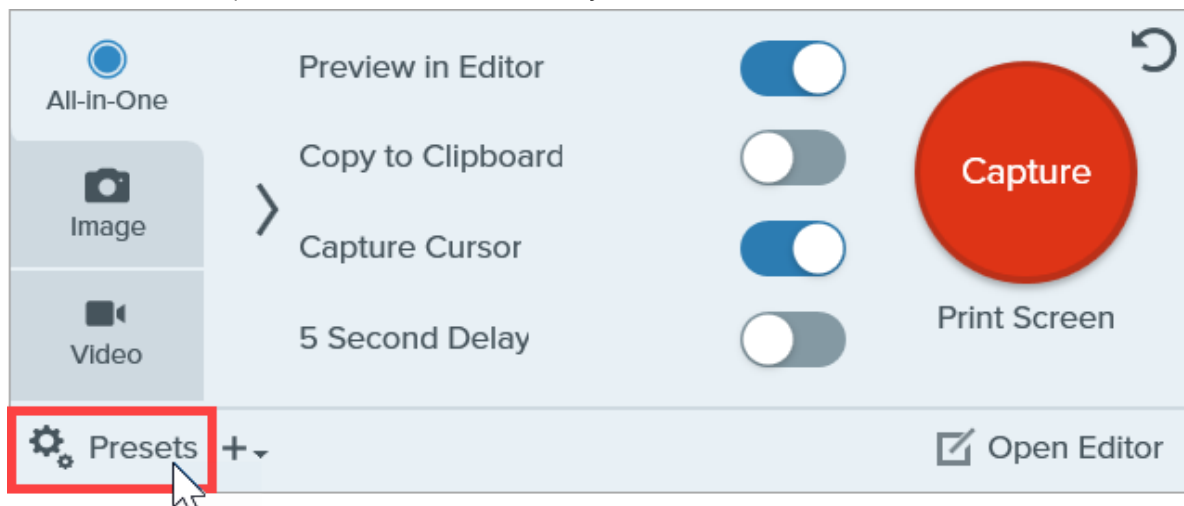 All-in-One
Image
Video
Preview in Editor
Copy to Clipboard
Capture Cursor
5 Second Delay
Capture
Print Screen
Presets
Open Editor